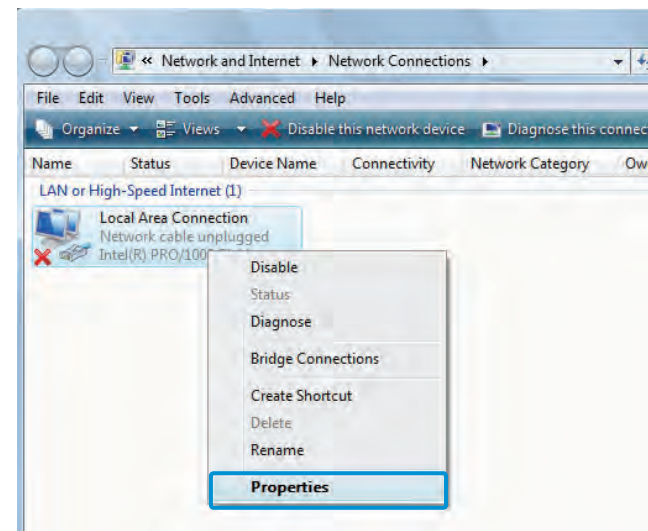 « Network and Internet ▸ Network Connections ▸
File Edit View Tools Advanced Help
Organize Views Disable this network device Diagnose this connec
Name Status Device Name Connectivity Network Category Ow
LAN or High-Speed Internet (1)
Local Area Connection
Network cable unplugged
Intel(R) PRO/100
Disable
Status
Diagnose
Bridge Connections
Create Shortcut
Delete
Rename
Properties